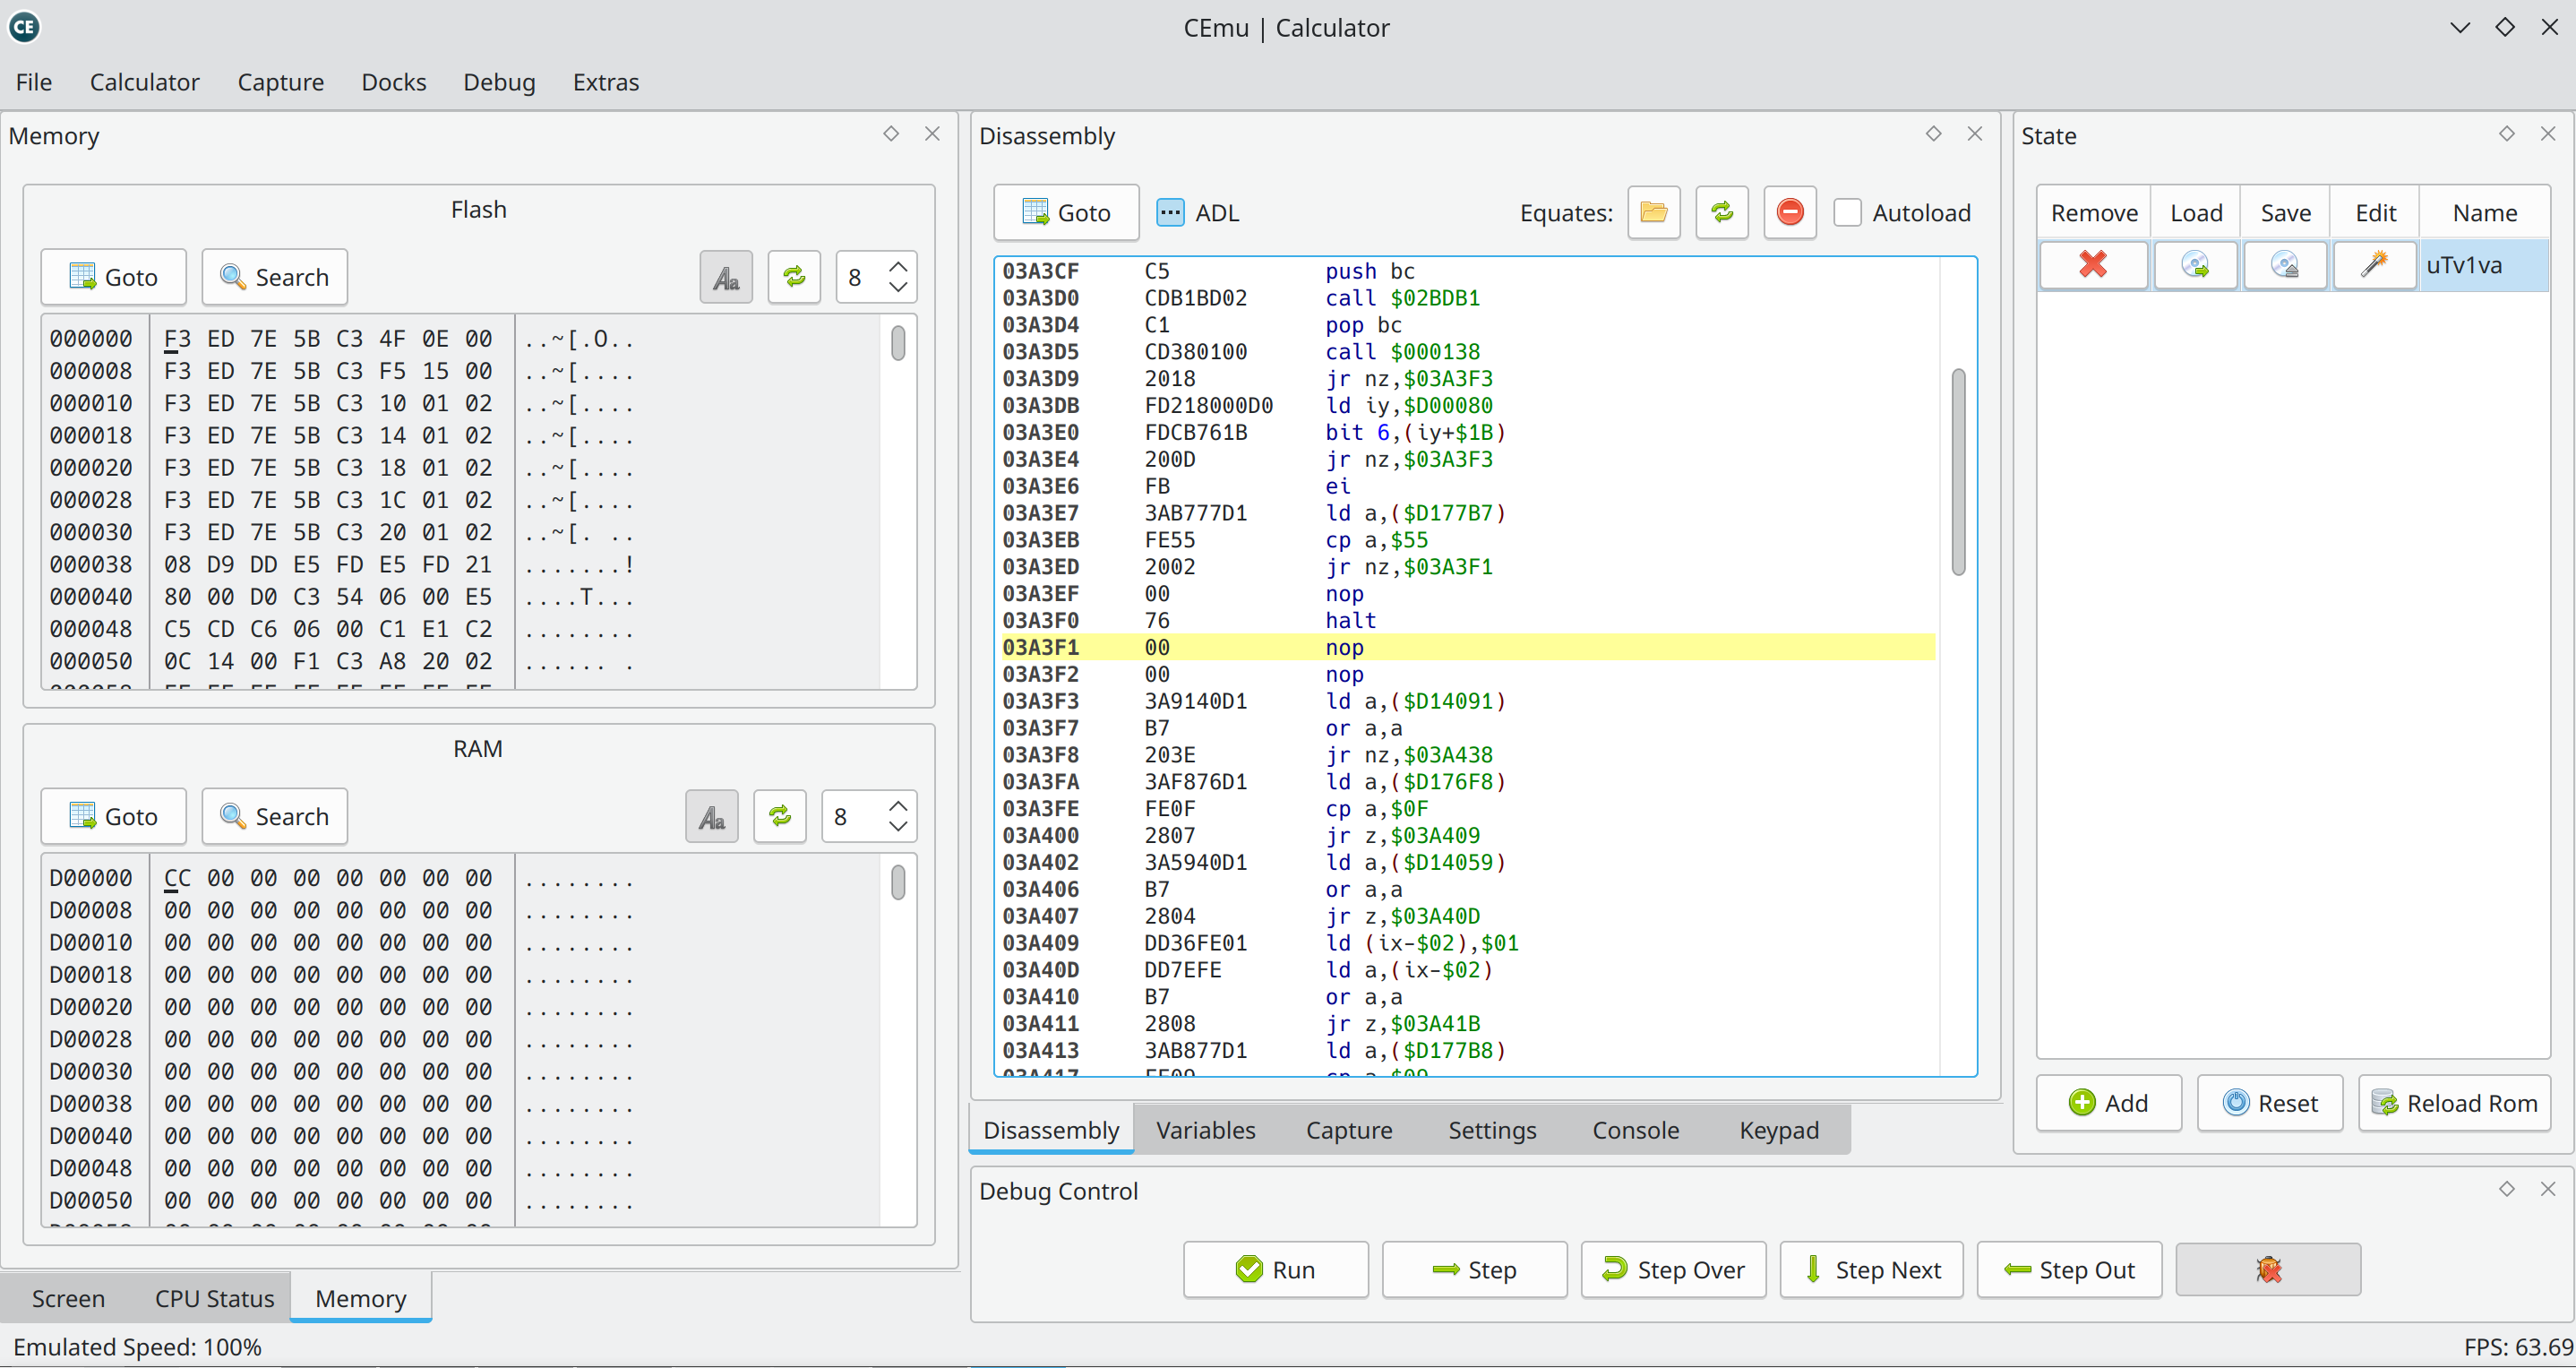 CE
CEmu | Calculator
File Calculator Capture Docks Debug Extras
Memory
Flash
Goto Search Aa 8
000000 F3 ED 7E 5B C3 4F 0E 00 ..~[.O..
000008 F3 ED 7E 5B C3 F5 15 00 ..~[....
000010 F3 ED 7E 5B C3 10 01 02 ..~[....
000018 F3 ED 7E 5B C3 14 01 02 ..~[....
000020 F3 ED 7E 5B C3 18 01 02 ..~[....
000028 F3 ED 7E 5B C3 1C 01 02 ..~[....
000030 F3 ED 7E 5B C3 20 01 02 ..~[. ..
000038 08 D9 DD E5 FD E5 FD 21 .......!
000040 80 00 D0 C3 54 06 00 E5 ....T...
000048 C5 CD C6 06 00 C1 E1 C2 ........
000050 0C 14 00 F1 C3 A8 20 02 ...... .
RAM
Goto Search Aa 8
D00000 CC 00 00 00 00 00 00 00 ........
D00008 00 00 00 00 00 00 00 00 ........
D00010 00 00 00 00 00 00 00 00 ........
D00018 00 00 00 00 00 00 00 00 ........
D00020 00 00 00 00 00 00 00 00 ........
D00028 00 00 00 00 00 00 00 00 ........
D00030 00 00 00 00 00 00 00 00 ........
D00038 00 00 00 00 00 00 00 00 ........
D00040 00 00 00 00 00 00 00 00 ........
D00048 00 00 00 00 00 00 00 00 ........
D00050 00 00 00 00 00 00 00 00 ........
Screen CPU Status Memory
Disassembly
Goto ADL Equates: Autoload
03A3CF C5 push bc
03A3D0 CDB1BD02 call $02BDB1
03A3D4 C1 pop bc
03A3D5 CD380100 call $000138
03A3D9 2018 jr nz,$03A3F3
03A3DB FD218000D0 ld iy,$D00080
03A3E0 FDCB761B bit 6,(iy+$1B)
03A3E4 200D jr nz,$03A3F3
03A3E6 FB ei
03A3E7 3AB777D1 ld a,($D177B7)
03A3EB FE55 cp a,$55
03A3ED 2002 jr nz,$03A3F1
03A3EF 00 nop
03A3F0 76 halt
03A3F1 00 nop
03A3F2 00 nop
03A3F3 3A9140D1 ld a,($D14091)
03A3F7 B7 or a,a
03A3F8 203E jr nz,$03A438
03A3FA 3AF876D1 ld a,($D176F8)
03A3FE FE0F cp a,$0F
03A400 2807 jr z,$03A409
03A402 3A5940D1 ld a,($D14059)
03A406 B7 or a,a
03A407 2804 jr z,$03A40D
03A409 DD36FE01 ld (ix-$02),$01
03A40D DD7EFE ld a,(ix-$02)
03A410 B7 or a,a
03A411 2808 jr z,$03A41B
03A413 3AB877D1 ld a,($D177B8)
03A417 FE09 cp a,$09
Disassembly Variables Capture Settings Console Keypad
State
Remove Load Save Edit Name
uTv1va
Add Reset Reload Rom
Debug Control
Run Step Step Over Step Next Step Out
Emulated Speed: 100%
FPS: 63.69